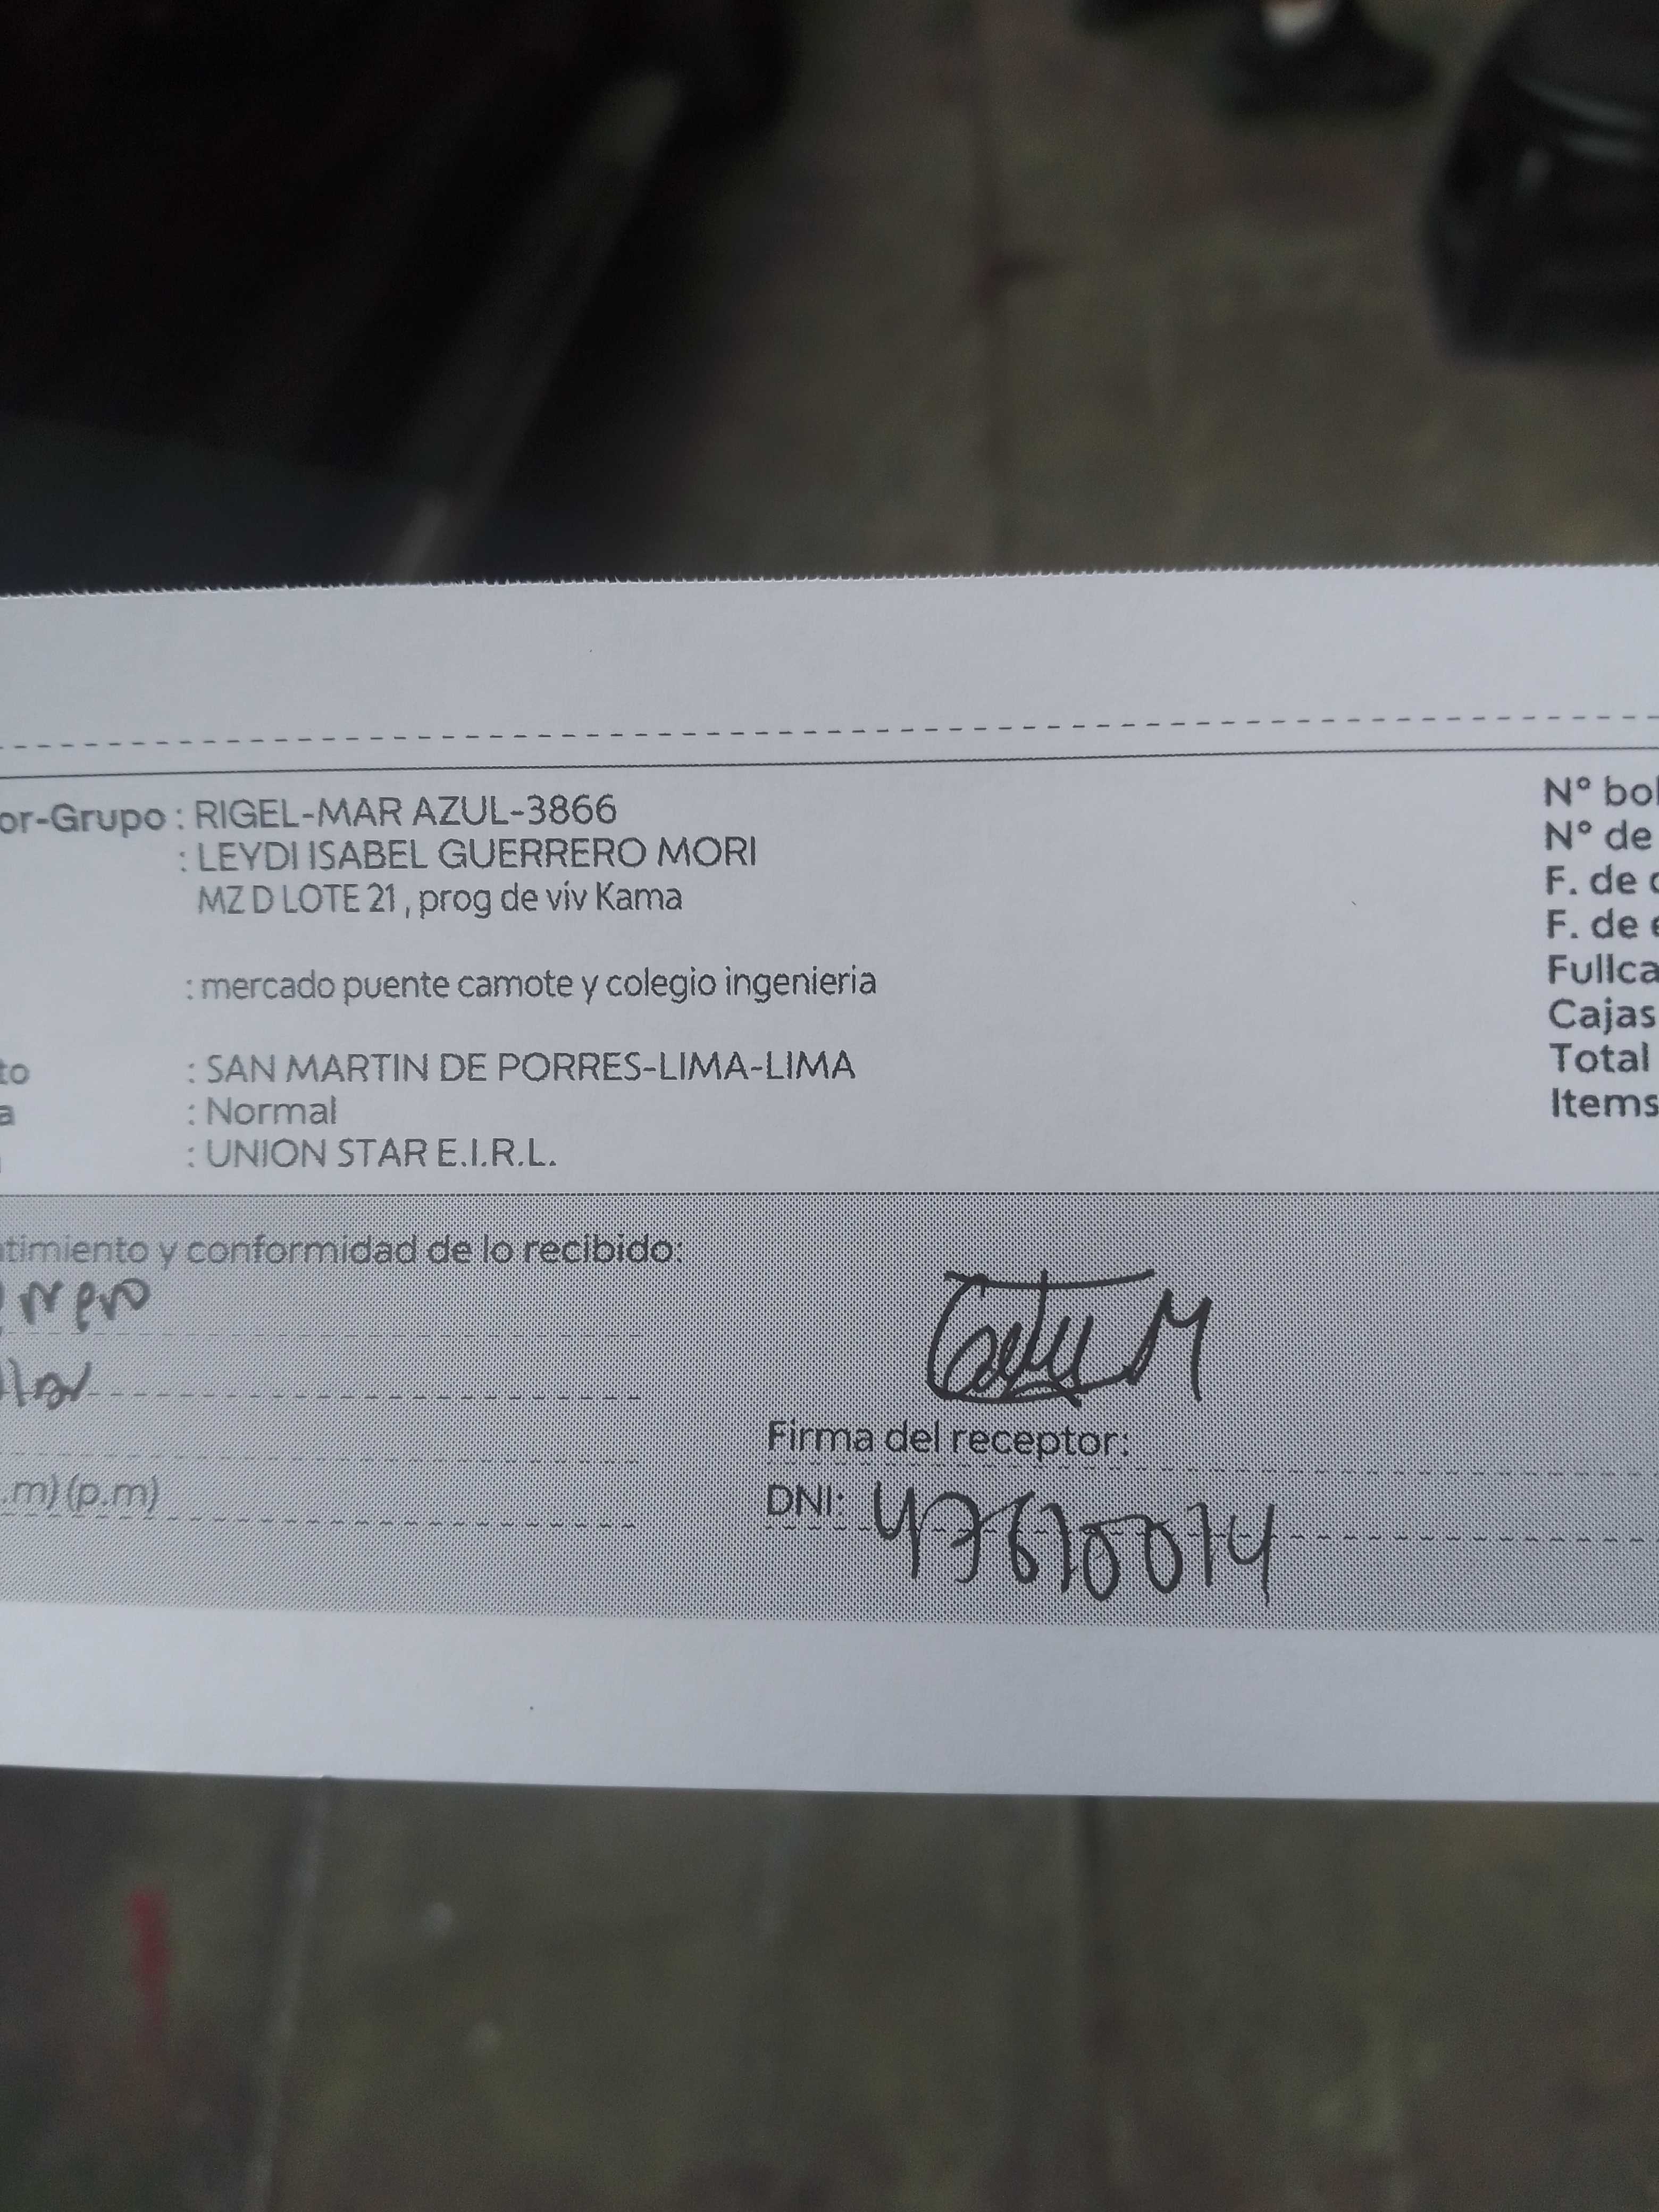 or-Grupo : RIGEL-MAR AZUL-3866
: LEYDI ISABEL GUERRERO MORI
MZ D LOTE 21 , prog de viv Kama
: mercado puente camote y colegio ingenieria
to : SAN MARTIN DE PORRES-LIMA-LIMA
a : Normal
: UNION STAR E.I.R.L.
N° bol
N° de
F. de
F. de e
Fullca
Cajas
Total
Items
timiento y conformidad de lo recibido:
rrero
Firma del receptor:
.m) (p.m)
DNI: 47610014